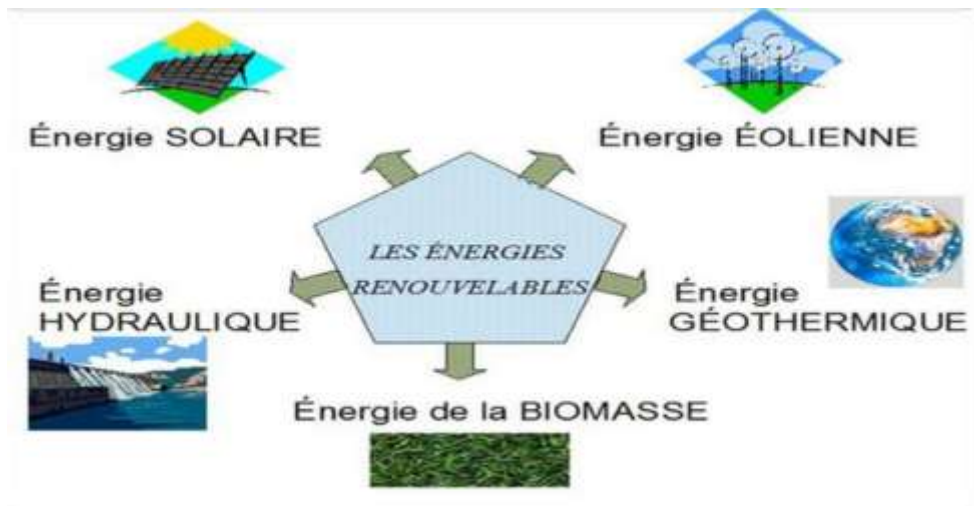 Énergie SOLAIRE
Énergie ÉOLIENNE
LES ÉNERGIES
RENOUVELABLES
Énergie
HYDRAULIQUE
Énergie
GÉOTHERMIQUE
Énergie de la BIOMASSE